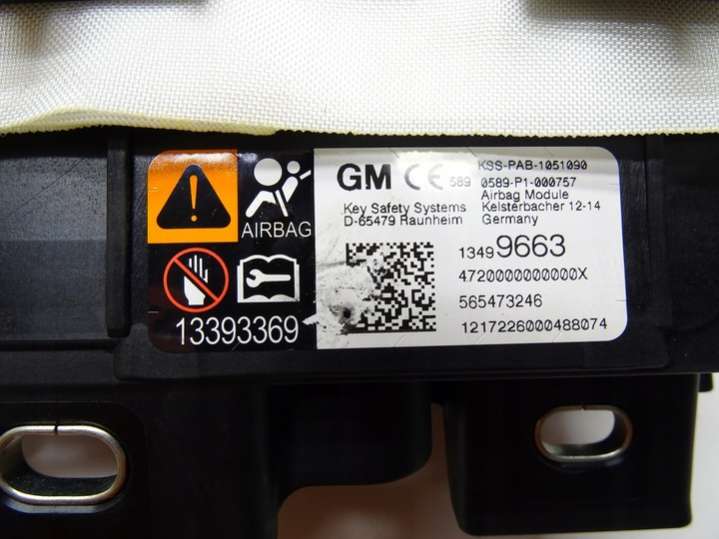 AIRBAG
13393369
GM CE 589 KSS-PAB-1051090
0589-P1-000757
Airbag Module
Key Safety Systems Kelsterbacher 12-14
D-65479 Raunheim Germany
13499663
4720000000000X
565473246
1217226000488074